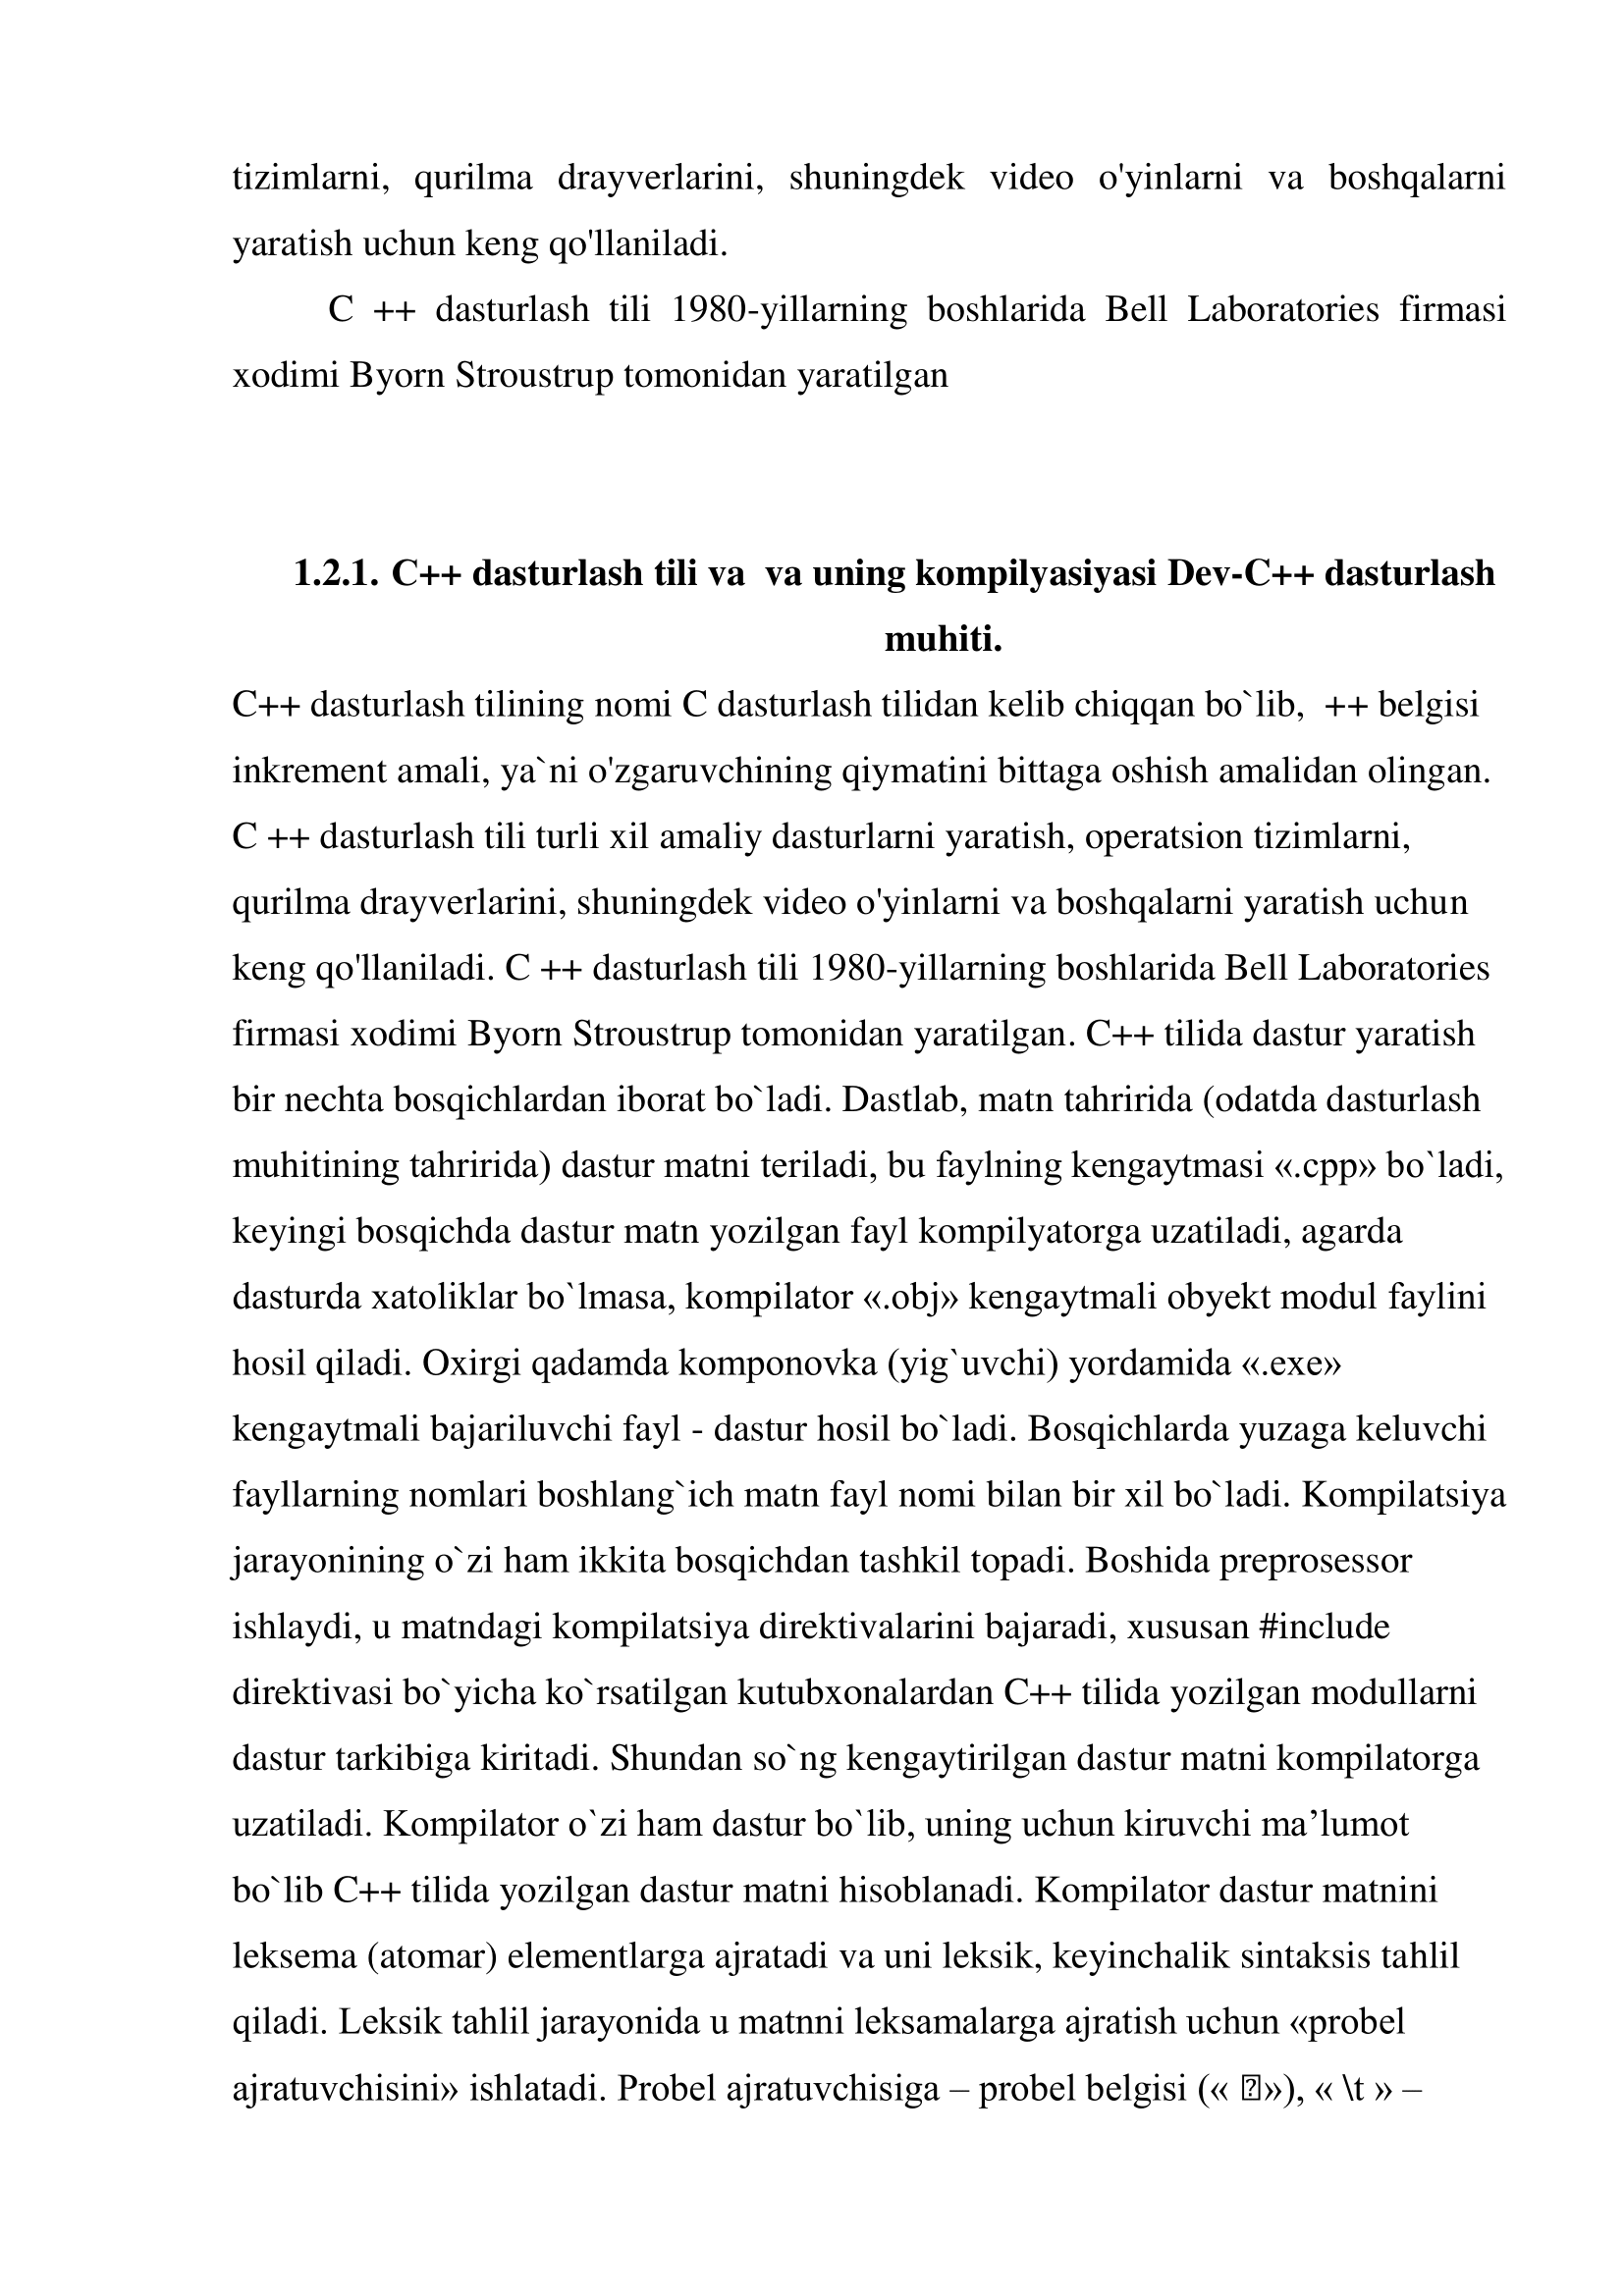 tizimlarni, qurilma drayverlarini, shuningdek video o'yinlarni va boshqalarni
yaratish uchun keng qo'llaniladi.
C ++ dasturlash tili 1980-yillarning boshlarida Bell Laboratories firmasi
xodimi Byorn Stroustrup tomonidan yaratilgan
1.2.1. C++ dasturlash tili va  va uning kompilyasiyasi Dev-C++ dasturlash
muhiti.
C++ dasturlash tilining nomi C dasturlash tilidan kelib chiqqan bo`lib,  ++ belgisi
inkrement amali, ya`ni o'zgaruvchining qiymatini bittaga oshish amalidan olingan.
C ++ dasturlash tili turli xil amaliy dasturlarni yaratish, operatsion tizimlarni,
qurilma drayverlarini, shuningdek video o'yinlarni va boshqalarni yaratish uchun
keng qo'llaniladi. C ++ dasturlash tili 1980-yillarning boshlarida Bell Laboratories
firmasi xodimi Byorn Stroustrup tomonidan yaratilgan. C++ tilida dastur yaratish
bir nechta bosqichlardan iborat bo`ladi. Dastlab, matn tahririda (odatda dasturlash
muhitining tahririda) dastur matni teriladi, bu faylning kengaytmasi «.cpp» bo`ladi,
keyingi bosqichda dastur matn yozilgan fayl kompilyatorga uzatiladi, agarda
dasturda xatoliklar bo`lmasa, kompilator «.obj» kengaytmali obyekt modul faylini
hosil qiladi. Oxirgi qadamda komponovka (yig`uvchi) yordamida «.exe»
kengaytmali bajariluvchi fayl - dastur hosil bo`ladi. Bosqichlarda yuzaga keluvchi
fayllarning nomlari boshlang`ich matn fayl nomi bilan bir xil bo`ladi. Kompilatsiya
jarayonining o`zi ham ikkita bosqichdan tashkil topadi. Boshida preprosessor
ishlaydi, u matndagi kompilatsiya direktivalarini bajaradi, xususan #include
direktivasi bo`yicha ko`rsatilgan kutubxonalardan C++ tilida yozilgan modullarni
dastur tarkibiga kiritadi. Shundan so`ng kengaytirilgan dastur matni kompilatorga
uzatiladi. Kompilator o`zi ham dastur bo`lib, uning uchun kiruvchi ma’lumot
bo`lib C++ tilida yozilgan dastur matni hisoblanadi. Kompilator dastur matnini
leksema (atomar) elementlarga ajratadi va uni leksik, keyinchalik sintaksis tahlil
qiladi. Leksik tahlil jarayonida u matnni leksamalarga ajratish uchun «probel
ajratuvchisini» ishlatadi. Probel ajratuvchisiga – probel belgisi (« »), « \t » –